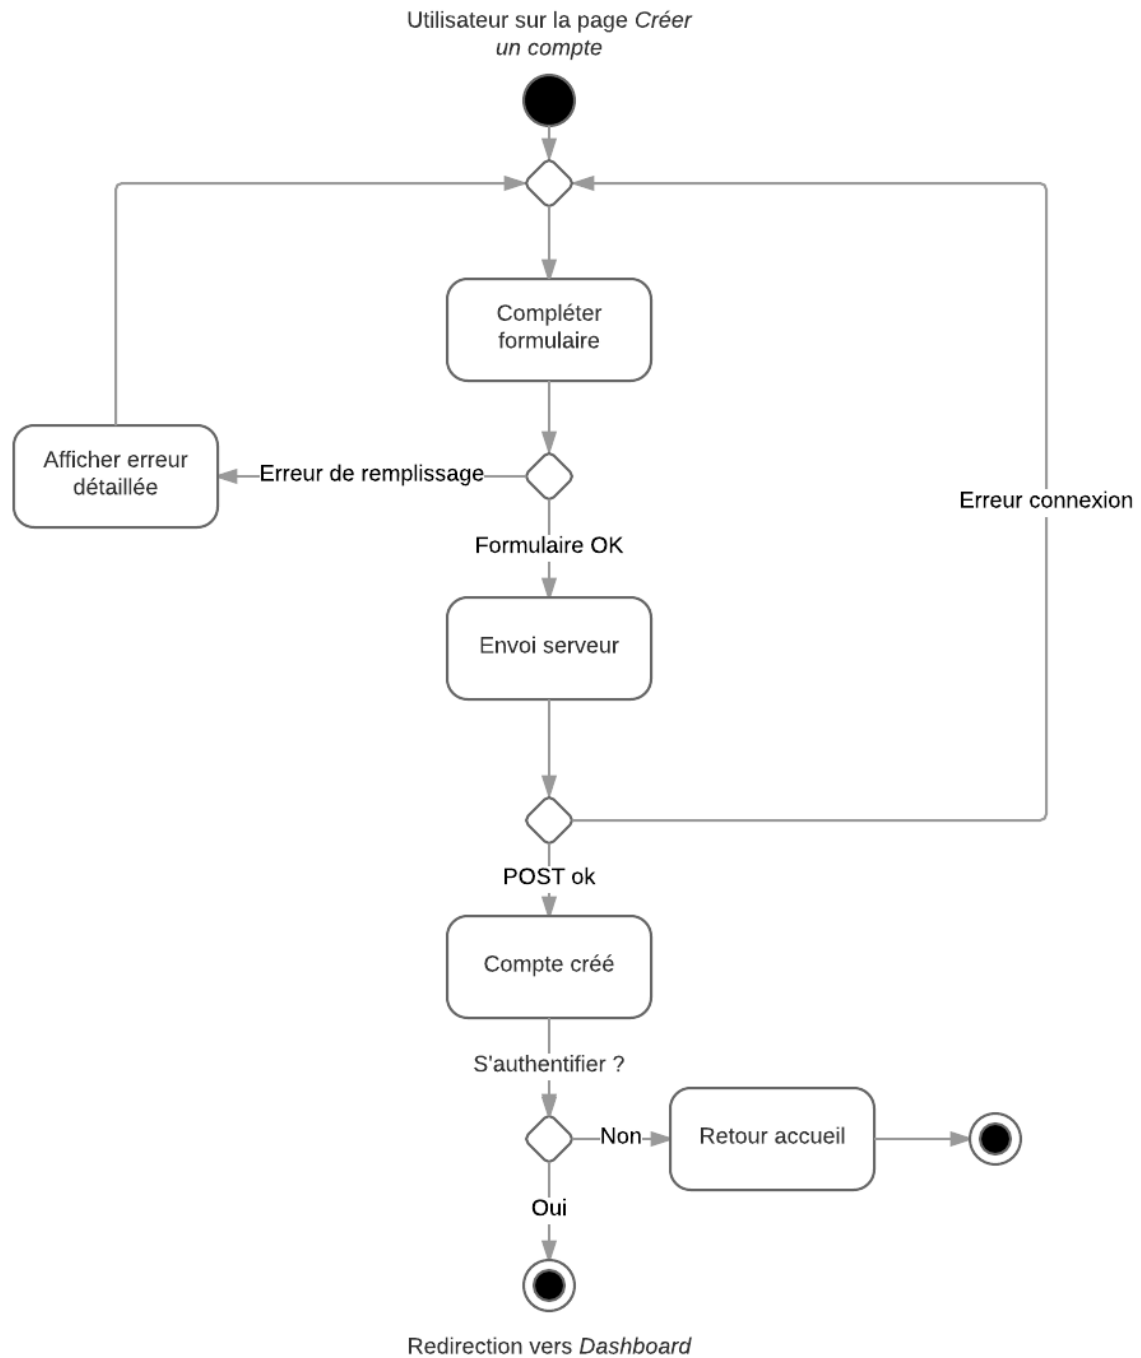 Utilisateur sur la page Créer
un compte
Compléter
formulaire
Afficher erreur
détaillée
Erreur de remplissage
Erreur connexion
Formulaire OK
Envoi serveur
POST ok
Compte créé
S'authentifier ?
Non
Retour accueil
Oui
Redirection vers Dashboard